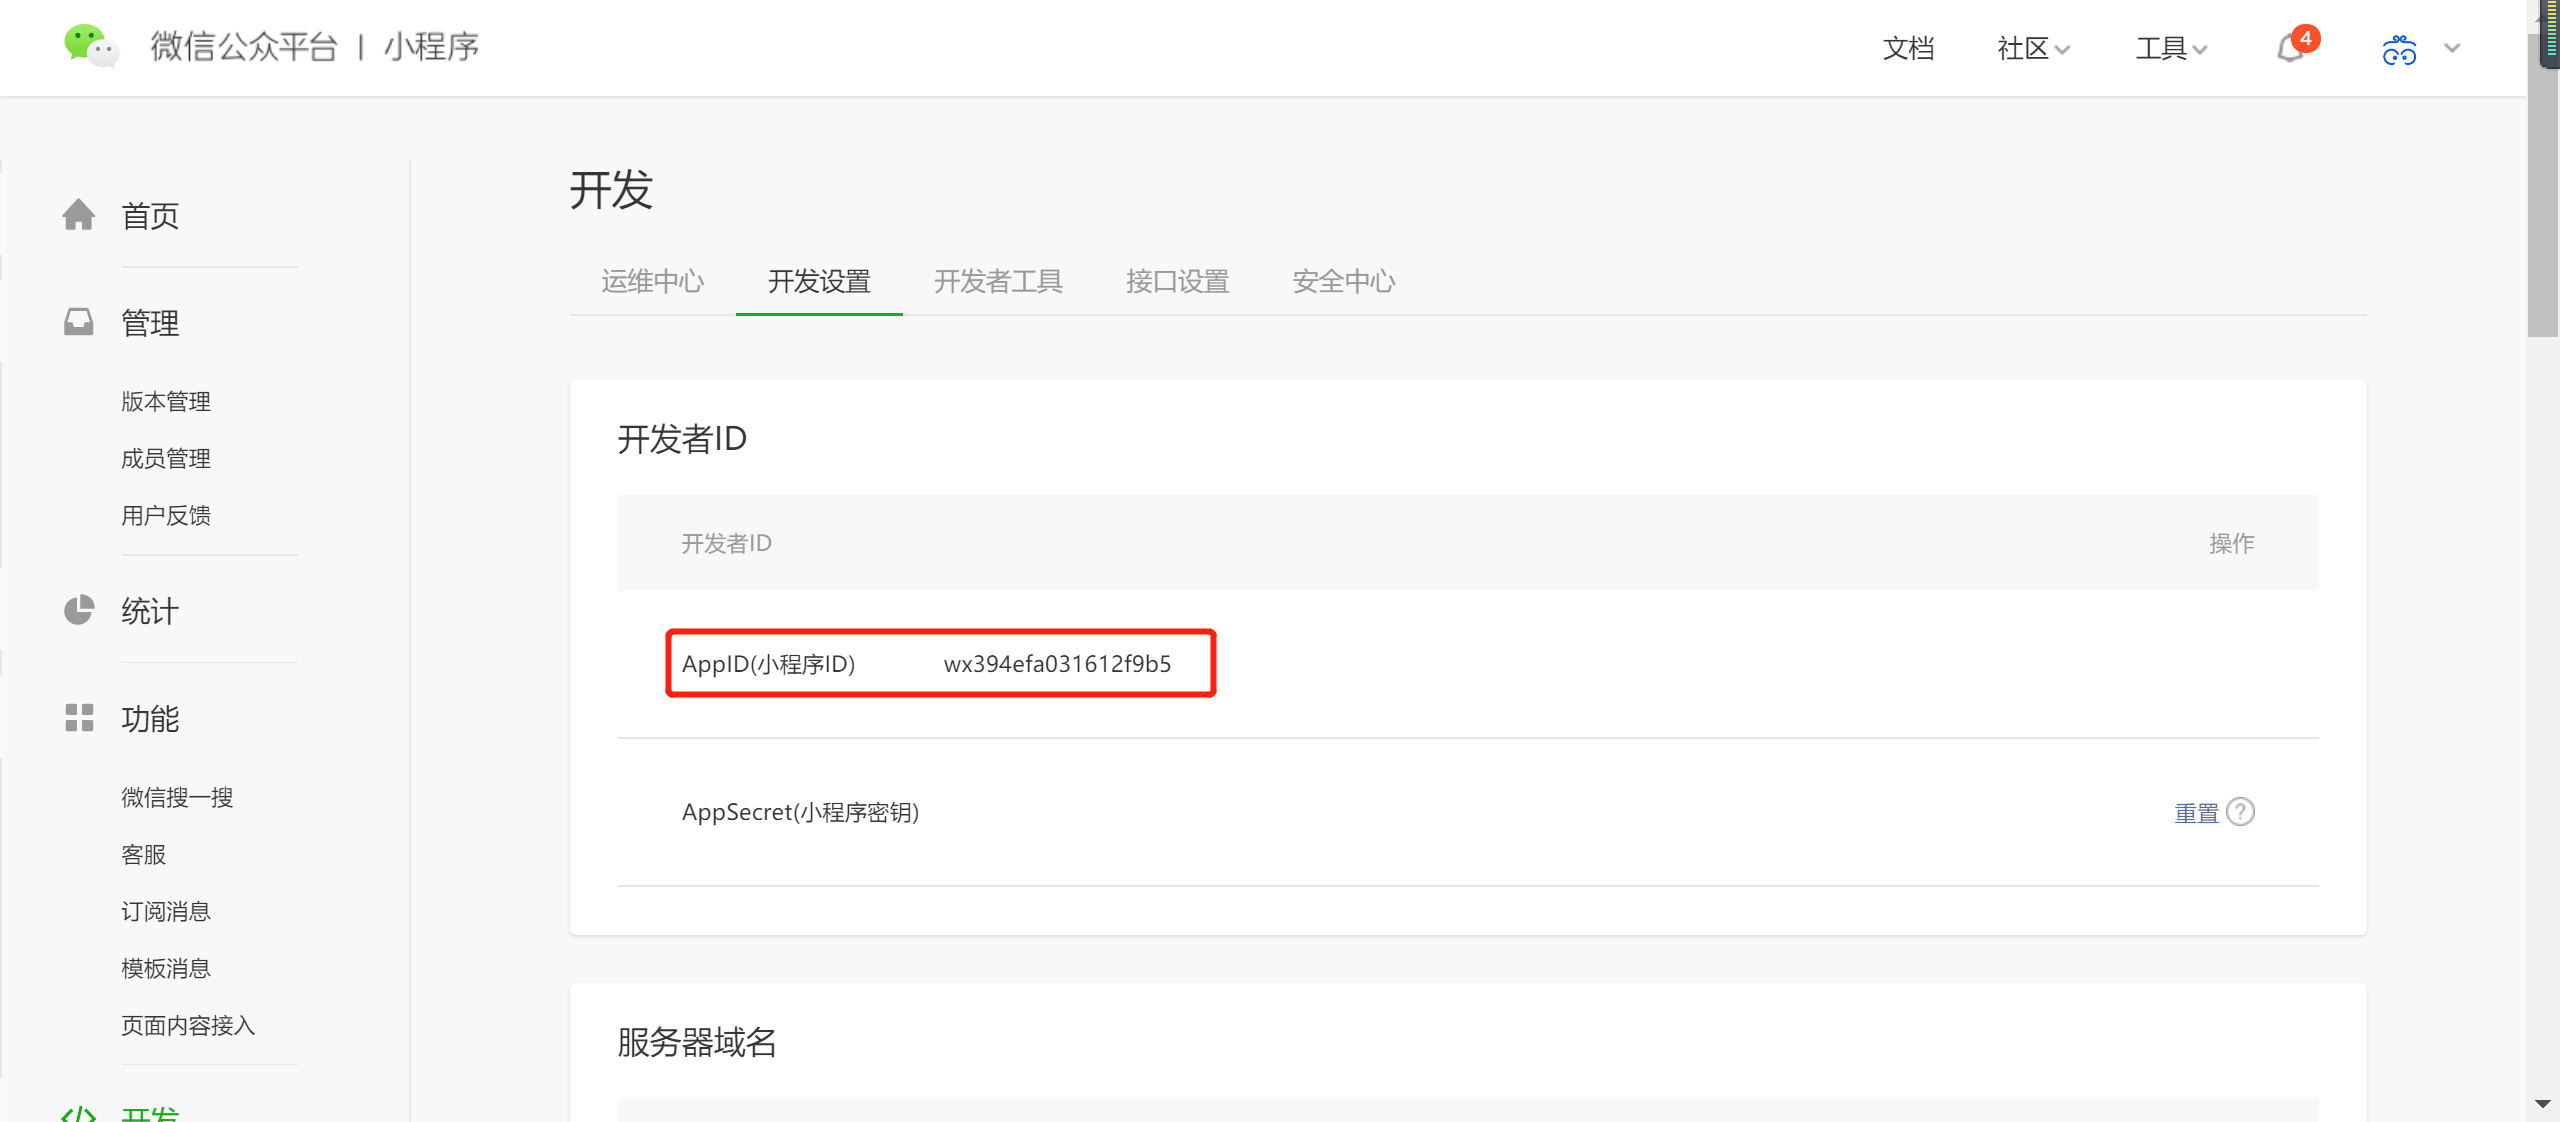 微信公众平台 | 小程序
文档
社区
工具
4
首页
管理
版本管理
成员管理
用户反馈
统计
功能
微信搜一搜
客服
订阅消息
模板消息
页面内容接入
开发
开发
运维中心
开发设置
开发者工具
接口设置
安全中心
开发者ID
开发者ID
操作
AppID(小程序ID)
wx394efa031612f9b5
AppSecret(小程序密钥)
重置
?
服务器域名